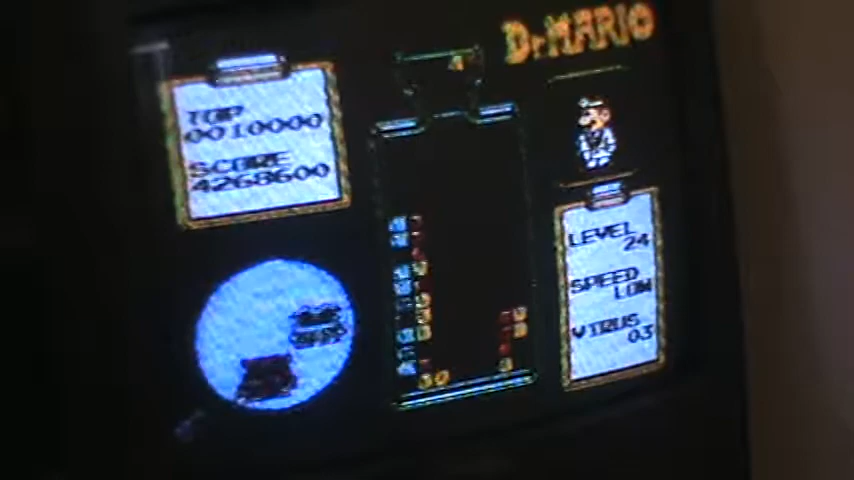 Dr. MARIO
TOP
0010000
SCORE
4268600
LEVEL
24
SPEED
LOW
VIRUS
03